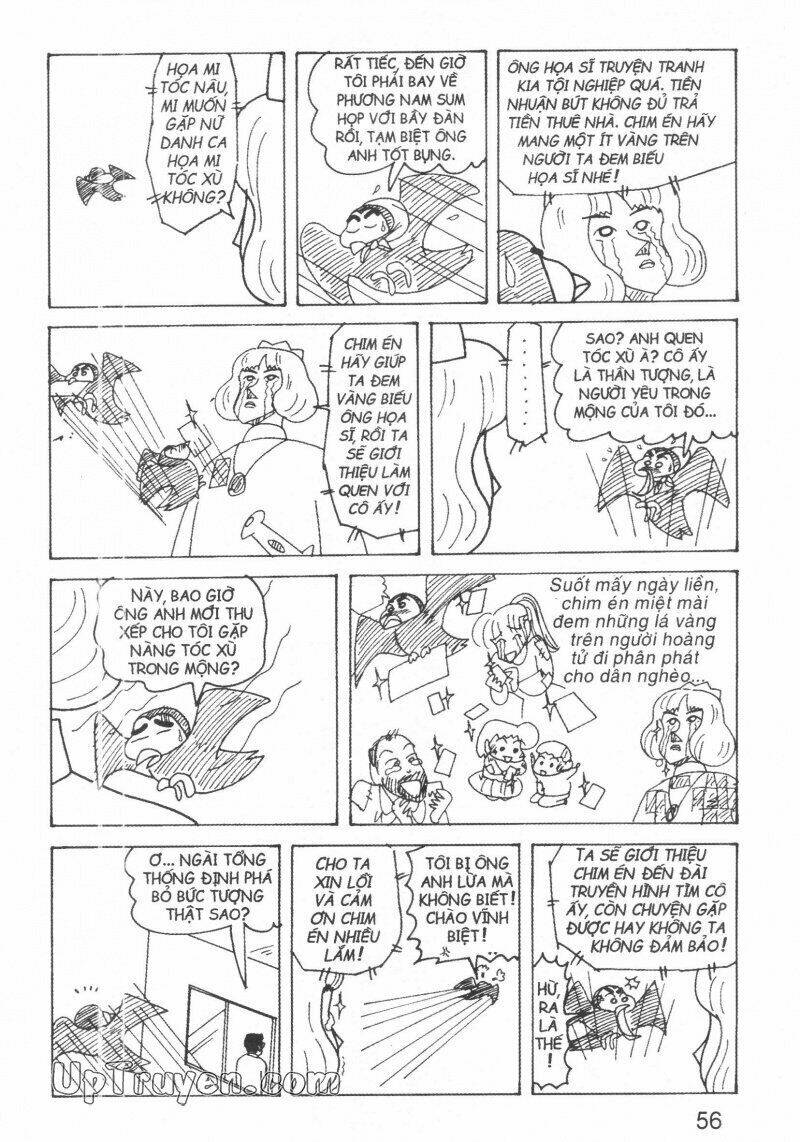 ÔNG HỌA SĨ TRUYỆN TRANH
KIA TỘI NGHIỆP QUÁ. TIỀN
NHUẬN BÚT KHÔNG ĐỦ TRẢ
TIỀN THUÊ NHÀ. CHIM ÉN HÃY
MANG MỘT ÍT VÀNG TRÊN
NGƯỜI TA ĐEM BIẾU
HỌA SĨ NHÉ!
RẤT TIẾC, ĐẾN GIỜ
TÔI PHẢI BAY VỀ
PHƯƠNG NAM SUM
HỌP VỚI BẦY ĐÀN
RỒI, TẠM BIỆT ÔNG
ANH TỐT BỤNG.
HỌA MI
TÓC NÂU,
MI MUỐN
GẶP NỮ
DANH CA
HỌA MI
TÓC XÙ
KHÔNG?
SAO? ANH QUEN
TÓC XÙ À? CÔ ẤY
LÀ THẦN TƯỢNG, LÀ
NGƯỜI YÊU TRONG
MỘNG CỦA TÔI ĐÓ...
. . . . . .
CHIM ÉN
HÃY GIÚP
TA ĐEM
VÀNG BIẾU
ÔNG HỌA
SĨ, RỒI TA
SẼ GIỚI
THIỆU LÀM
QUEN VỚI
CÔ ẤY!
Suốt mấy ngày liền,
chim én miệt mài
đem những lá vàng
trên người hoàng
tử đi phân phát
cho dân nghèo...
NÀY, BAO GIỜ
ÔNG ANH MỚI THU
XẾP CHO TÔI GẶP
NÀNG TÓC XÙ
TRONG MỘNG?
TA SẼ GIỚI THIỆU
CHIM ÉN ĐẾN ĐÀI
TRUYỀN HÌNH TÌM CÔ
ẤY, CÒN CHUYỆN GẶP
ĐƯỢC HAY KHÔNG TA
KHÔNG ĐẢM BẢO!
HỪ,
RA
LÀ
THẾ
!
TÔI BỊ ÔNG
ANH LỪA MÀ
KHÔNG BIẾT!
CHÀO VĨNH
BIỆT!
CHO TA
XIN LỖI
VÀ CẢM
ƠN CHIM
ÉN NHIỀU
LẮM!
Ơ... NGÀI TỔNG
THỐNG ĐỊNH PHÁ
BỎ BỨC TƯỢNG
THẬT SAO?
UpTruyen.com
56